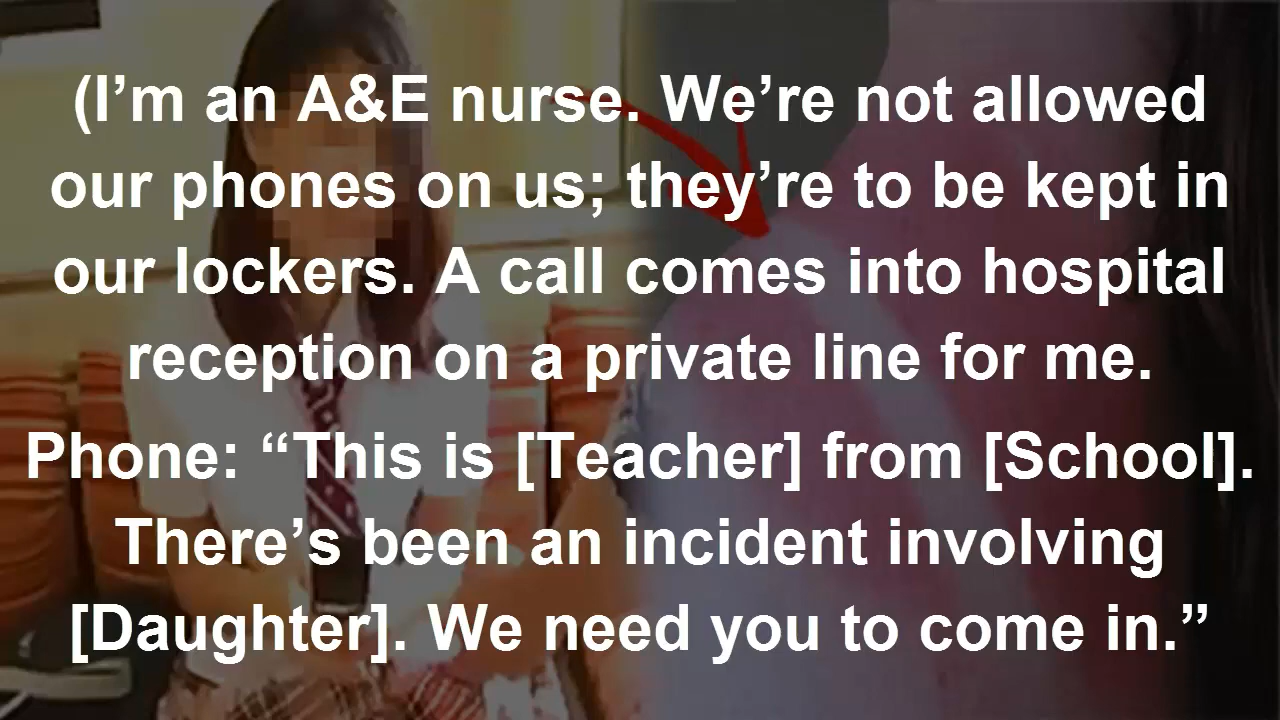 (I’m an A&E nurse. We’re not allowed
our phones on us; they’re to be kept in
our lockers. A call comes into hospital
reception on a private line for me.
Phone: “This is [Teacher] from [School].
There’s been an incident involving
[Daughter]. We need you to come in.”